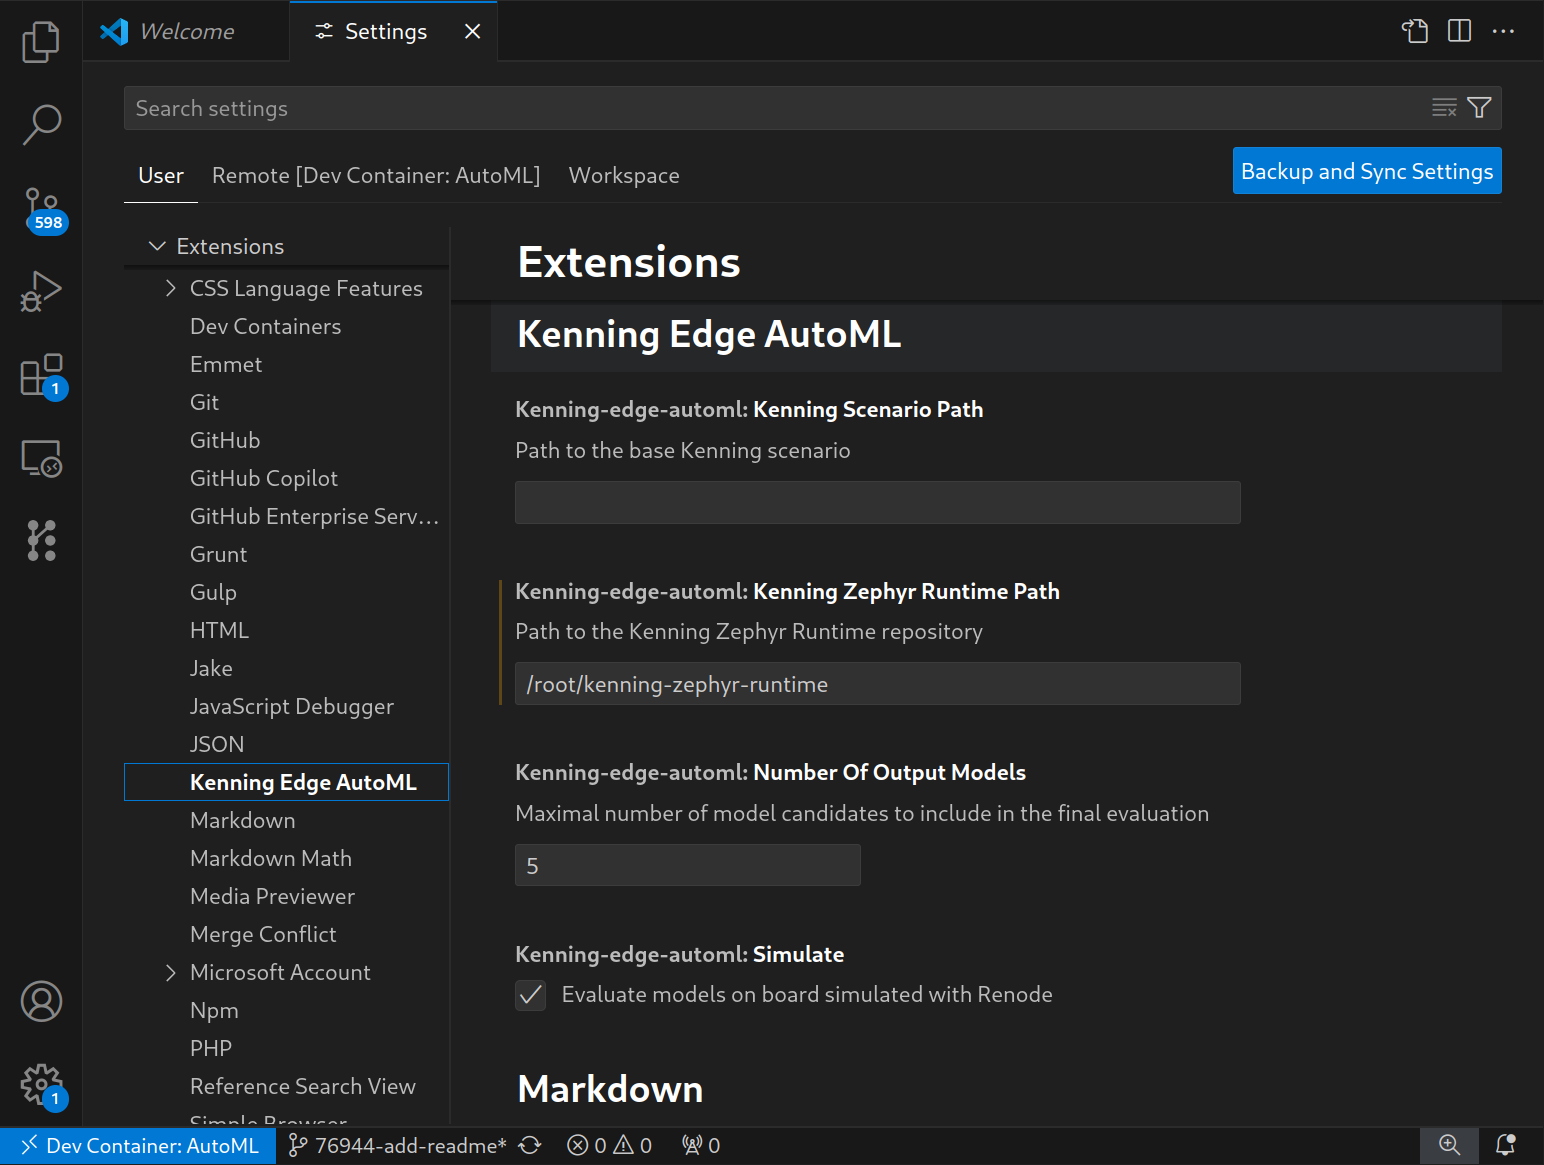 Welcome
Settings
Search settings
User Remote [Dev Container: AutoML] Workspace
Backup and Sync Settings
598
1
1
Extensions
CSS Language Features
Dev Containers
Emmet
Git
GitHub
GitHub Copilot
GitHub Enterprise Serv...
Grunt
Gulp
HTML
Jake
JavaScript Debugger
JSON
Kenning Edge AutoML
Markdown
Markdown Math
Media Previewer
Merge Conflict
Microsoft Account
Npm
PHP
Reference Search View
Simple Browser
Extensions
Kenning Edge AutoML
Kenning-edge-automl: Kenning Scenario Path
Path to the base Kenning scenario
Kenning-edge-automl: Kenning Zephyr Runtime Path
Path to the Kenning Zephyr Runtime repository
/root/kenning-zephyr-runtime
Kenning-edge-automl: Number Of Output Models
Maximal number of model candidates to include in the final evaluation
5
Kenning-edge-automl: Simulate
Evaluate models on board simulated with Renode
Markdown
Dev Container: AutoML 76944-add-readme* 0 0 0